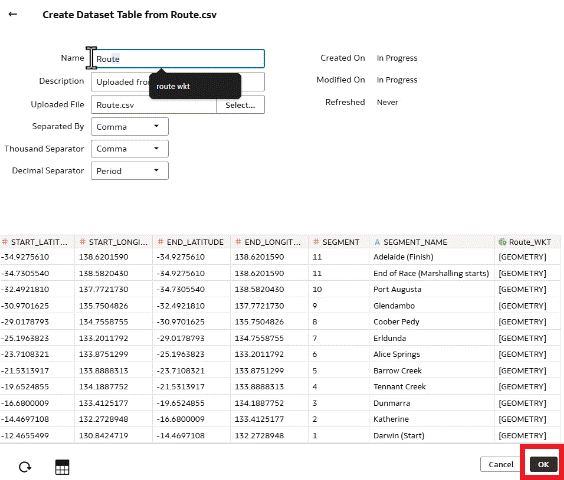 ← Create Dataset Table from Route.csv
Name Route Created On In Progress
Description Uploaded from Modified On In Progress
route wkt
Uploaded File Route.csv Select... Refreshed Never
Separated By Comma
Thousand Separator Comma
Decimal Separator Period
# START_LATIT... # START_LONGI... # END_LATITUDE # END_LONGIT... # SEGMENT A SEGMENT_NAME Route_WKT
-34.9275610 138.6201590 -34.9275610 138.6201590 11 Adelaide (Finish) [GEOMETRY]
-34.7305540 138.5820430 -34.9275610 138.6201590 11 End of Race (Marshalling starts) [GEOMETRY]
-32.4921810 137.7721730 -34.7305540 138.5820430 10 Port Augusta [GEOMETRY]
-30.9701625 135.7504826 -32.4921810 137.7721730 9 Glendambo [GEOMETRY]
-29.0178793 134.7558755 -30.9701625 135.7504826 8 Coober Pedy [GEOMETRY]
-25.1963823 133.2011792 -29.0178793 134.7558755 7 Erldunda [GEOMETRY]
-23.7108321 133.8751299 -25.1963823 133.2011792 6 Alice Springs [GEOMETRY]
-21.5313917 133.8888313 -23.7108321 133.8751299 5 Barrow Creek [GEOMETRY]
-19.6524855 134.1887752 -21.5313917 133.8888313 4 Tennant Creek [GEOMETRY]
-16.6800009 133.4125177 -19.6524855 134.1887752 3 Dunmarra [GEOMETRY]
-14.4697108 132.2728948 -16.6800009 133.4125177 2 Katherine [GEOMETRY]
-12.4655499 130.8424719 -14.4697108 132.2728948 1 Darwin (Start) [GEOMETRY]
Cancel OK